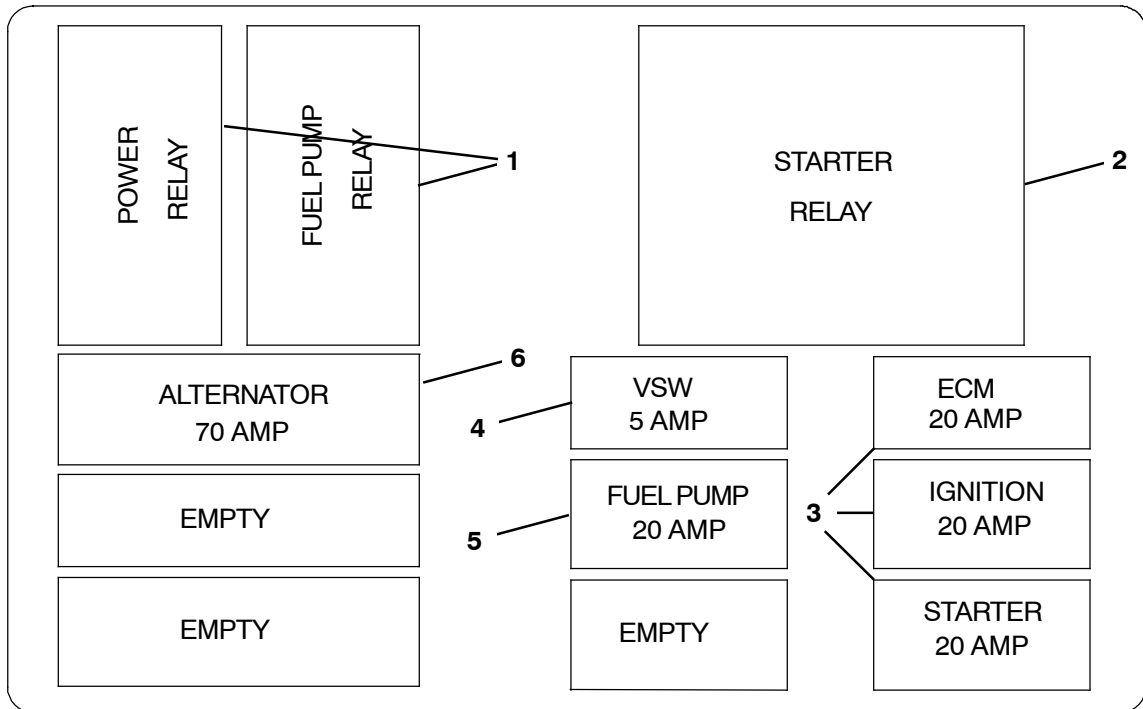 POWER
RELAY
FUEL PUMP
RELAY
1
STARTER
RELAY
2
ALTERNATOR
70 AMP
6
4
VSW
5 AMP
ECM
20 AMP
EMPTY
5
FUEL PUMP
20 AMP
3
IGNITION
20 AMP
EMPTY
EMPTY
STARTER
20 AMP